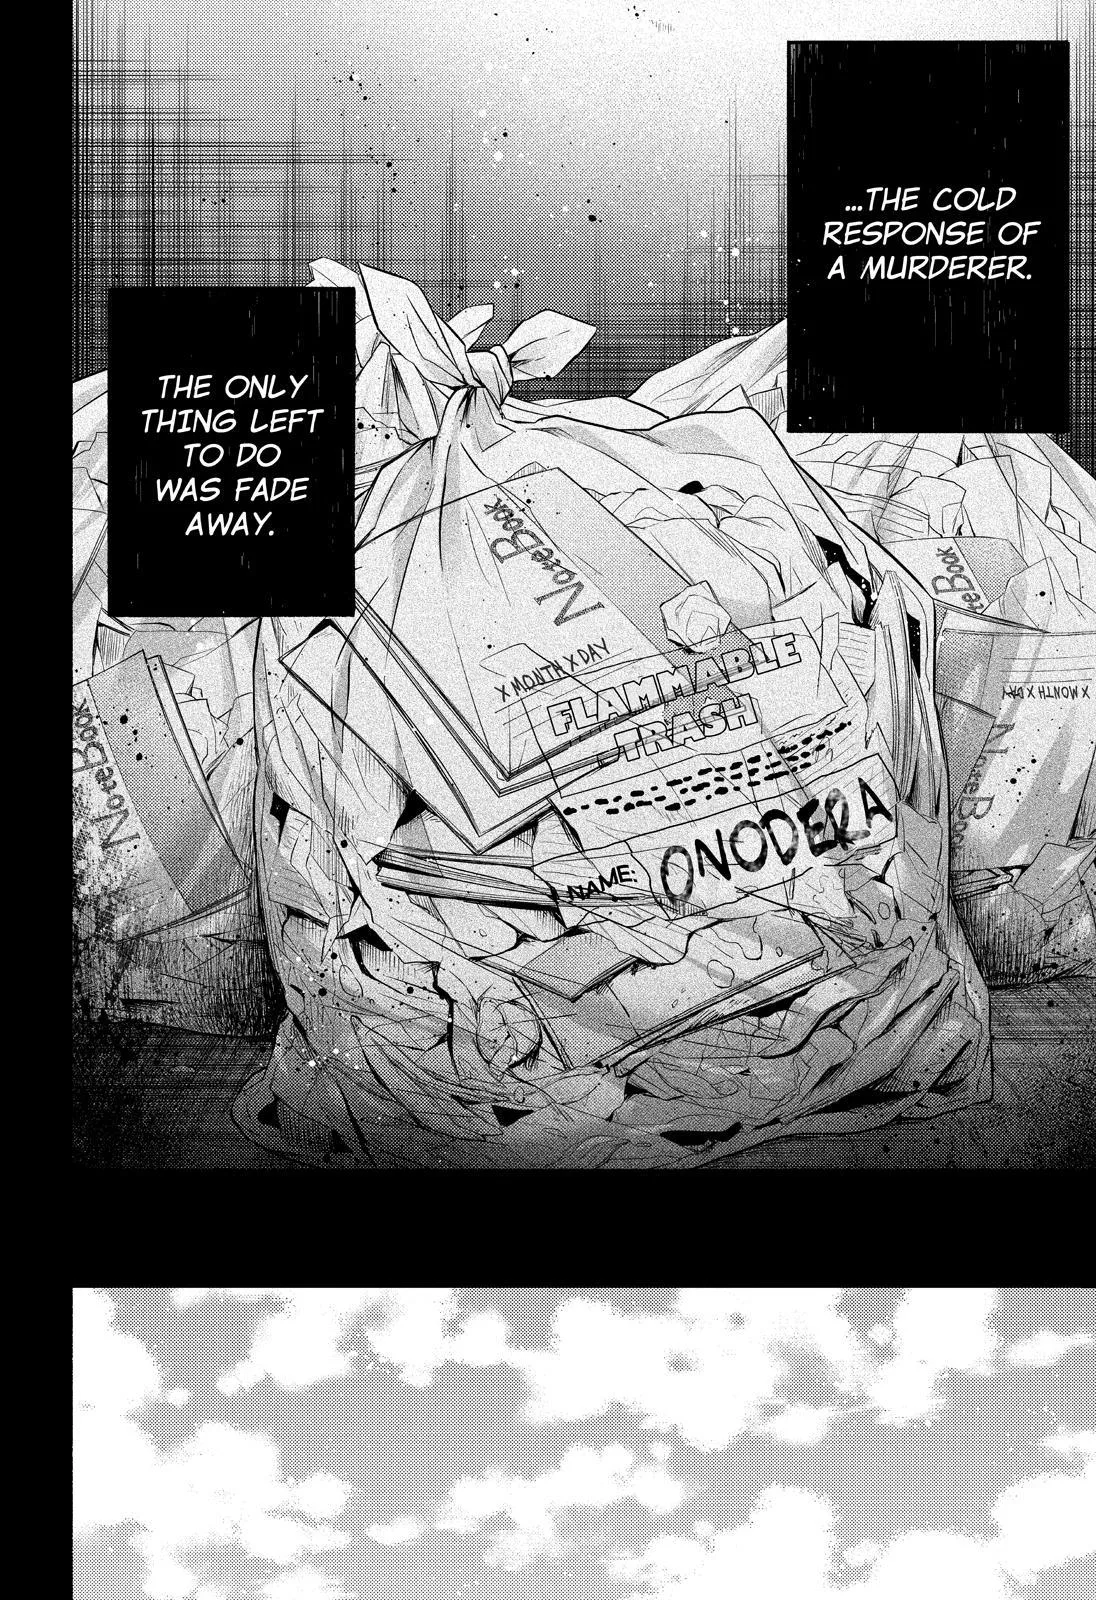 ...THE COLD
RESPONSE OF
A MURDERER.
THE ONLY
THING LEFT
TO DO
WAS FADE
AWAY.
NoteBook
X MONTH X DAY
FLAMMABLE
TRASH
NAME: ONODERA
NoteBook
X MONTH X DAY
NoteBook
NoteBook